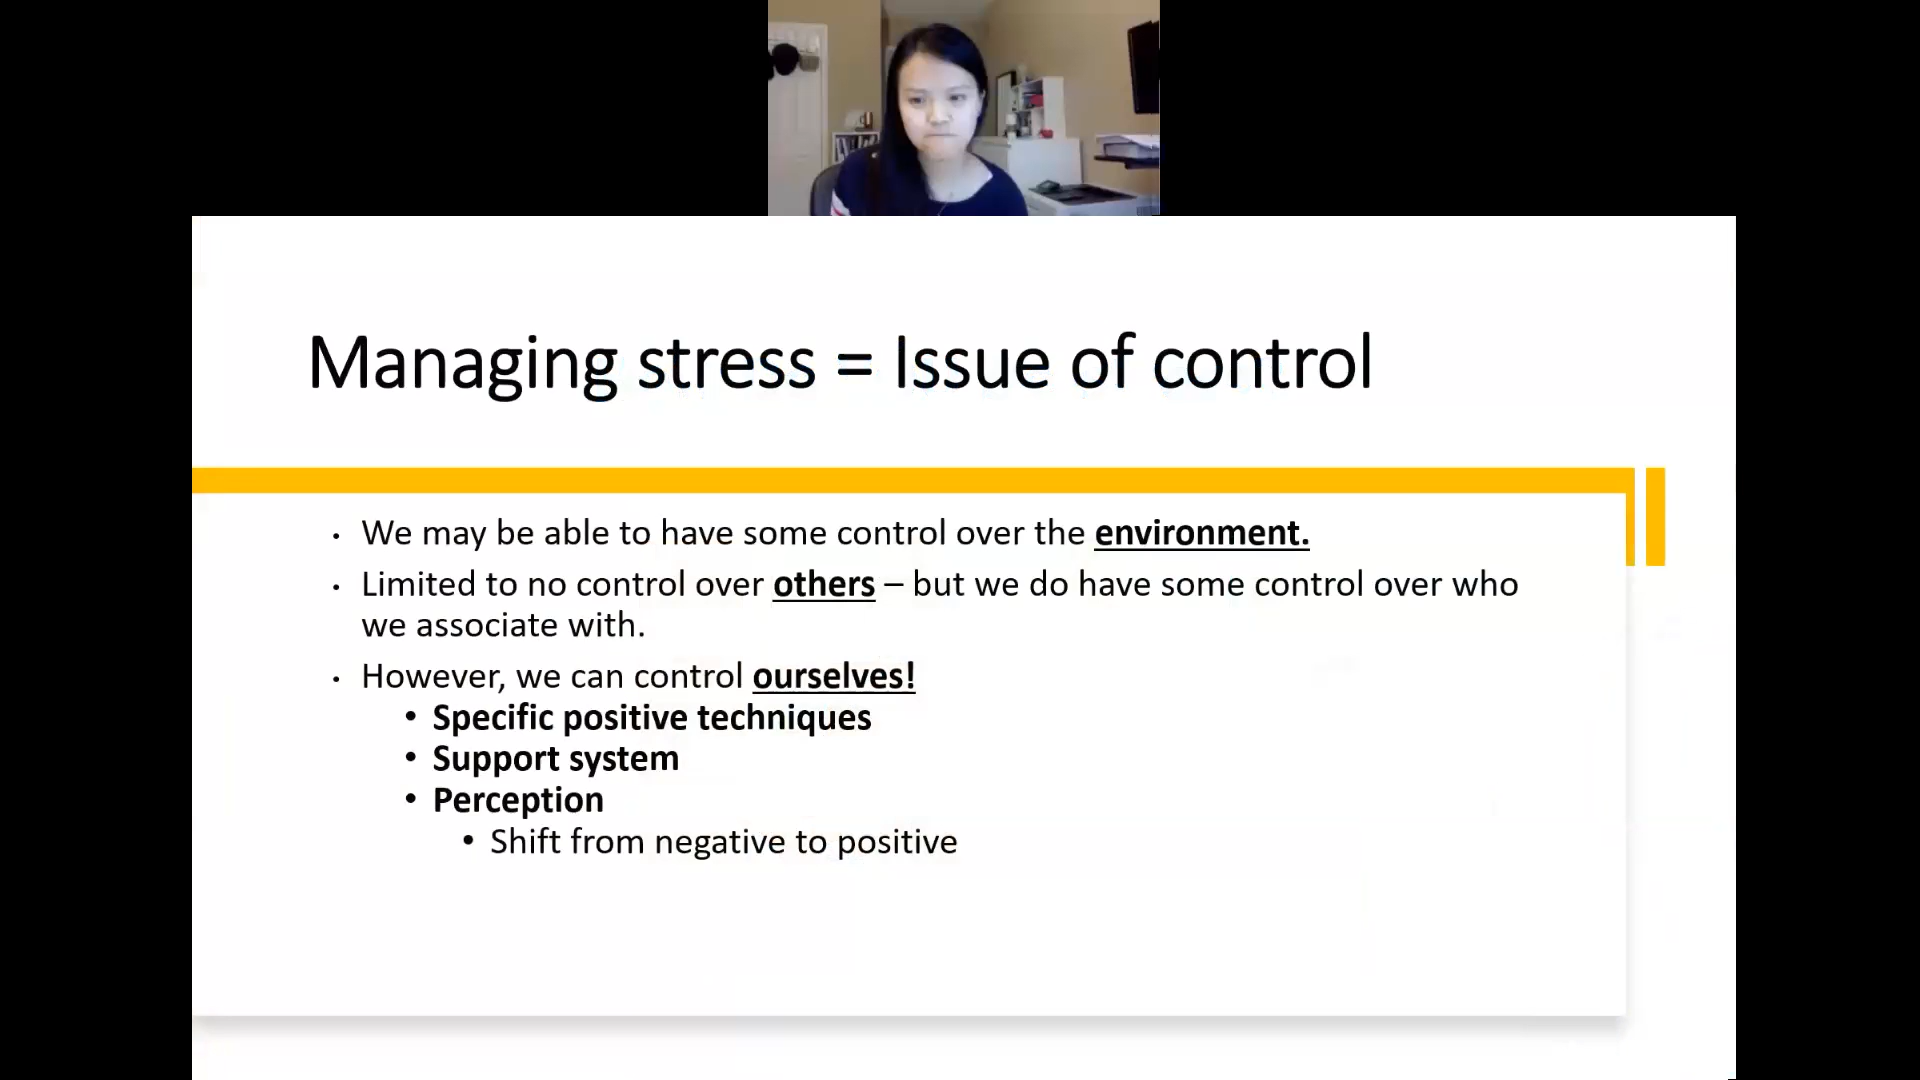 Managing stress = Issue of control
• We may be able to have some control over the environment.
• Limited to no control over others – but we do have some control over who
we associate with.
• However, we can control ourselves!
• Specific positive techniques
• Support system
• Perception
• Shift from negative to positive